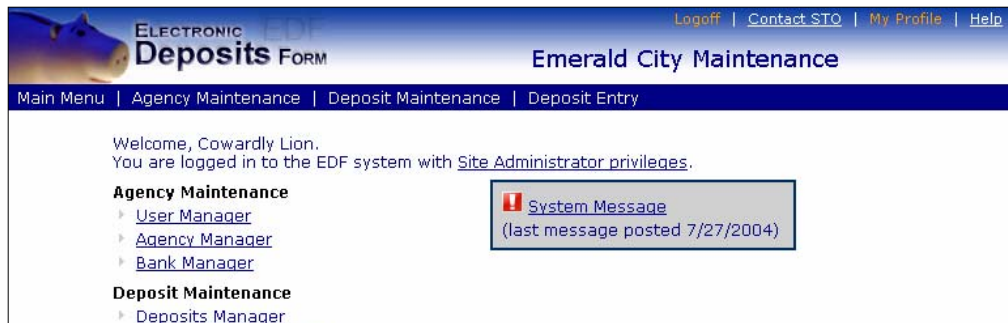 Logoff | Contact STO | My Profile | Help
ELECTRONIC EDF
Deposits FORM
Emerald City Maintenance
Main Menu | Agency Maintenance | Deposit Maintenance | Deposit Entry
Welcome, Cowardly Lion.
You are logged in to the EDF system with Site Administrator privileges.
Agency Maintenance
User Manager
Agency Manager
Bank Manager
System Message
(last message posted 7/27/2004)
Deposit Maintenance
Deposits Manager